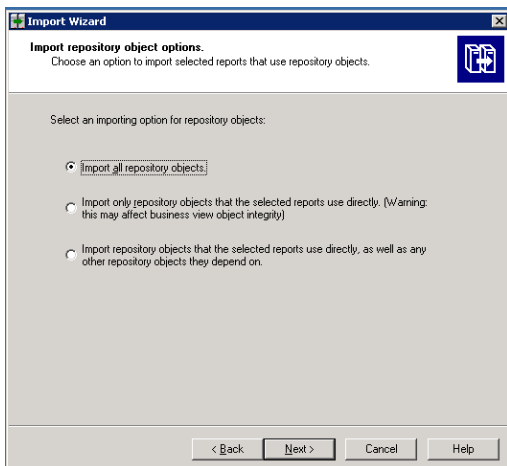 Import Wizard
Import repository object options.
Choose an option to import selected reports that use repository objects.
Select an importing option for repository objects:
Import all repository objects.
Import only repository objects that the selected reports use directly. (Warning:
this may affect business view object integrity)
Import repository objects that the selected reports use directly, as well as any
other repository objects they depend on.
< Back Next > Cancel Help